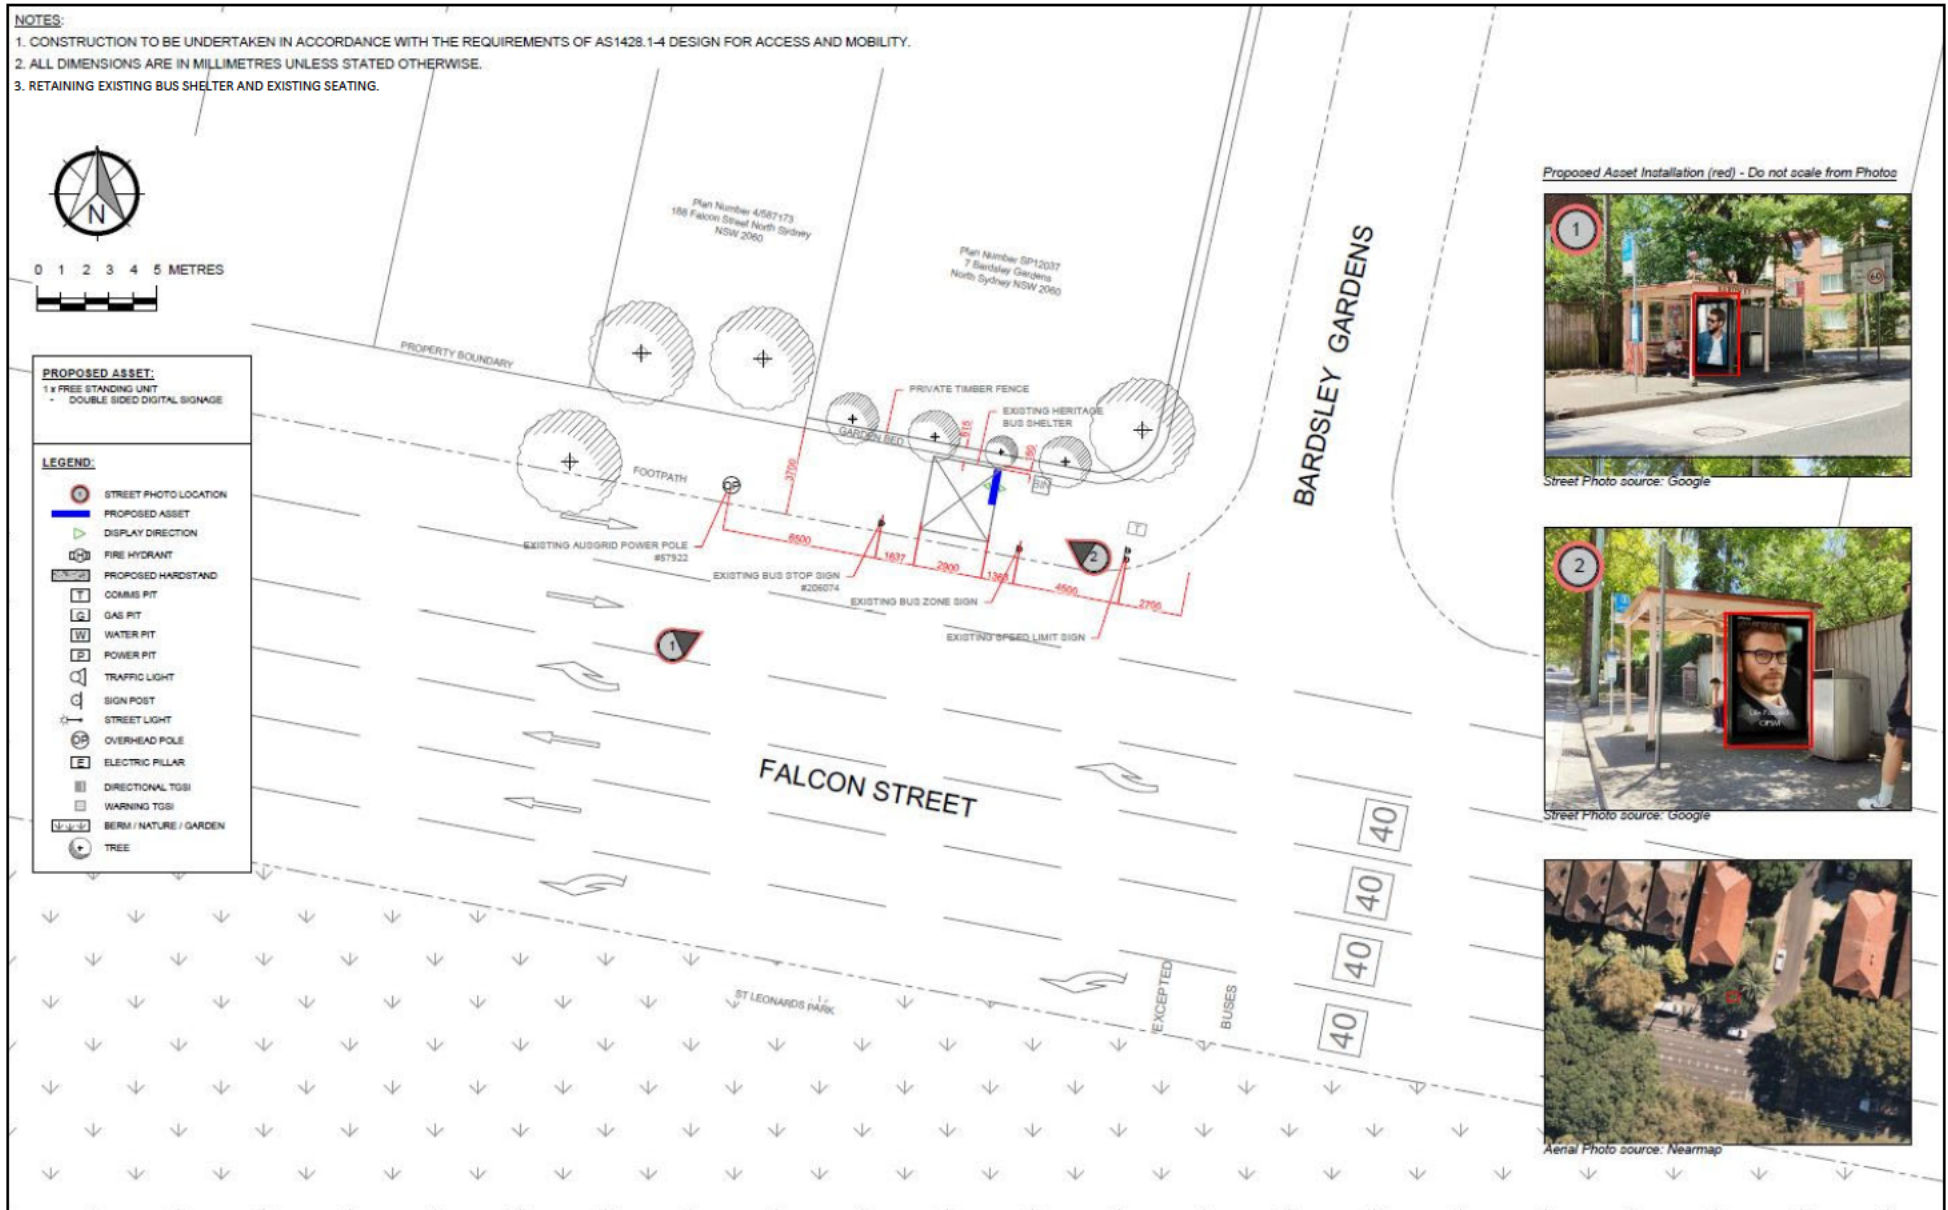 NOTES:
1. CONSTRUCTION TO BE UNDERTAKEN IN ACCORDANCE WITH THE REQUIREMENTS OF AS1428.1-4 DESIGN FOR ACCESS AND MOBILITY.
2. ALL DIMENSIONS ARE IN MILLIMETRES UNLESS STATED OTHERWISE.
3. RETAINING EXISTING BUS SHELTER AND EXISTING SEATING.
N
0 1 2 3 4 5 METRES
PROPOSED ASSET:
1 x FREE STANDING UNIT
- DOUBLE SIDED DIGITAL SIGNAGE
LEGEND:
1 STREET PHOTO LOCATION
PROPOSED ASSET
DISPLAY DIRECTION
H FIRE HYDRANT
PROPOSED HARDSTAND
T COMMS PIT
G GAS PIT
W WATER PIT
P POWER PIT
TRAFFIC LIGHT
SIGN POST
STREET LIGHT
OP OVERHEAD POLE
E ELECTRIC PILLAR
DIRECTIONAL TGSI
WARNING TGSI
BERM / NATURE / GARDEN
TREE
Plan Number 4/587173
188 Falcon Street North Sydney
NSW 2060
Plan Number SP12037
7 Bardsley Gardens
North Sydney NSW 2060
PROPERTY BOUNDARY
PRIVATE TIMBER FENCE
EXISTING HERITAGE
BUS SHELTER
GARDEN BED
FOOTPATH
3700
515
BIN
T
OP
EXISTING AUSGRID POWER POLE
#57922
EXISTING BUS STOP SIGN
#206074
EXISTING BUS ZONE SIGN
EXISTING SPEED LIMIT SIGN
6500
1637
2900
4500
2700
1
2
BARDSLEY GARDENS
FALCON STREET
ST LEONARDS PARK
EXCEPTED
BUSES
40
40
40
40
Proposed Asset Installation (red) - Do not scale from Photos
1
60
Street Photo source: Google
2
Street Photo source: Google
Aerial Photo source: Nearmap